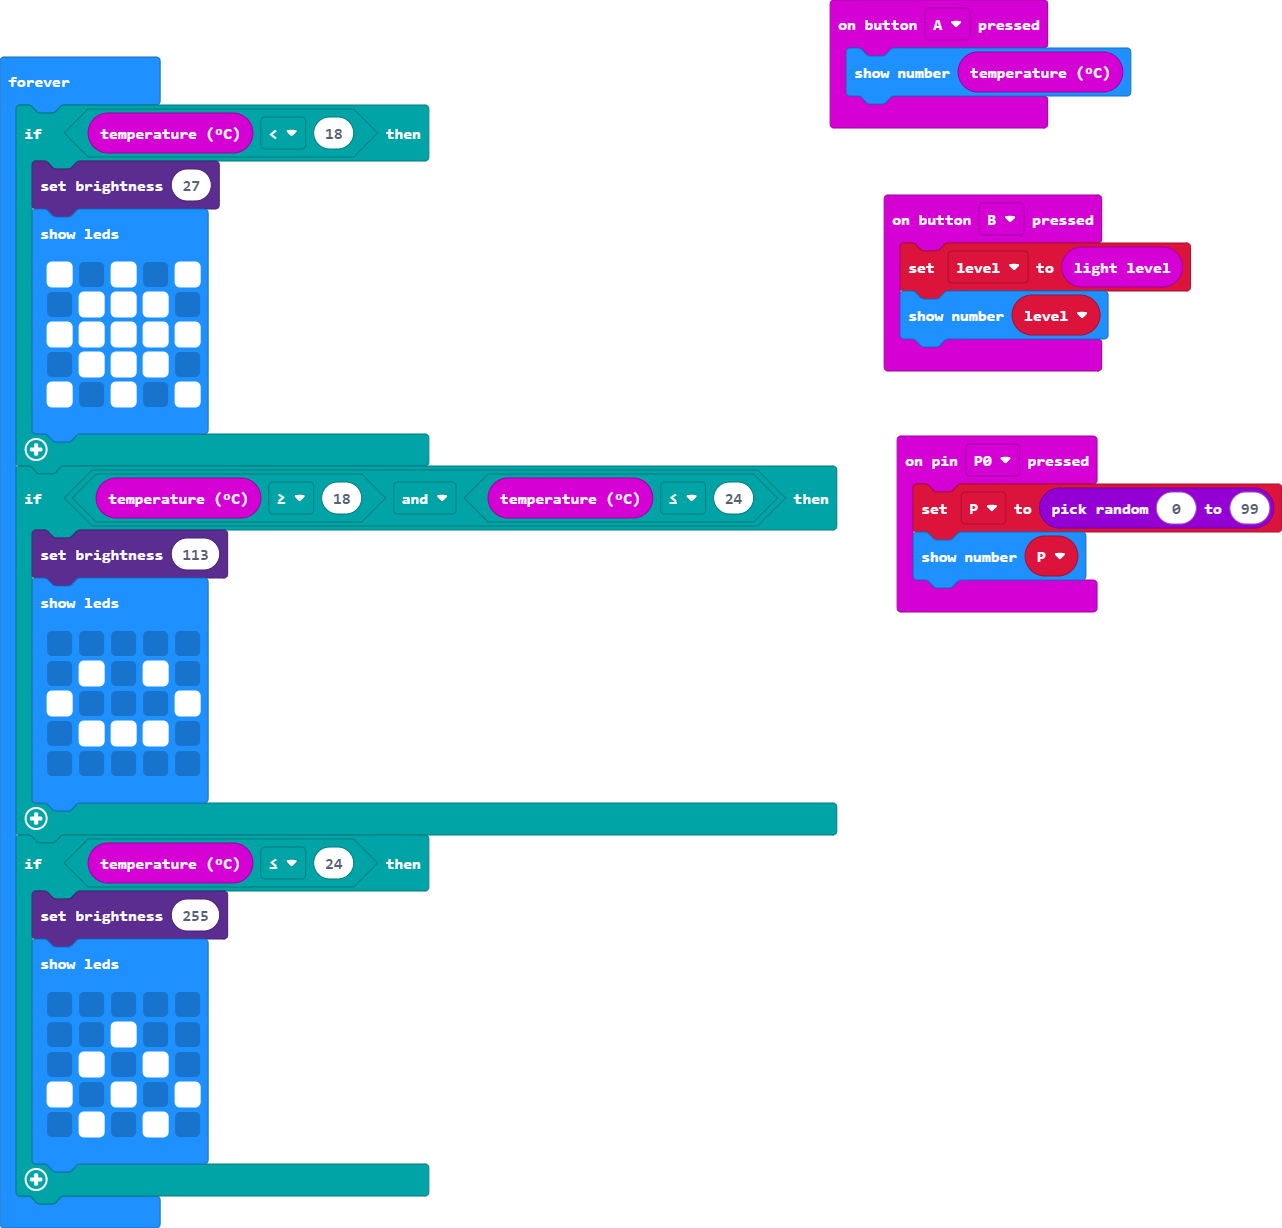 forever
if temperature (ºC) < 18 then
set brightness 27
show leds
if temperature (ºC) ≥ 18 and temperature (ºC) ≤ 24 then
set brightness 113
show leds
if temperature (ºC) ≤ 24 then
set brightness 255
show leds
on button A pressed
show number temperature (ºC)
on button B pressed
set level to light level
show number level
on pin P0 pressed
set P to pick random 0 to 99
show number P